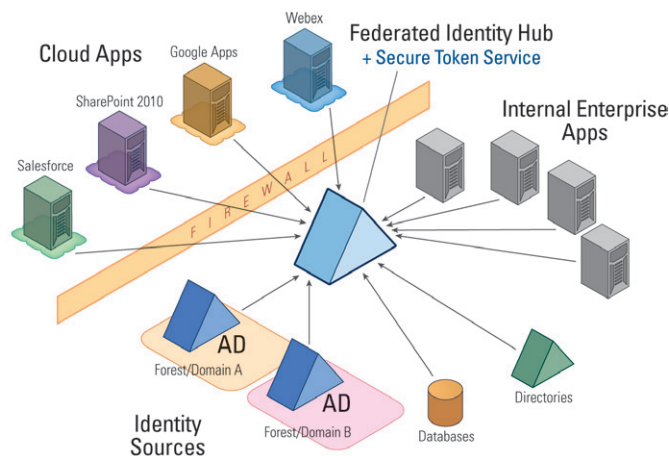 Webex
Federated Identity Hub
+ Secure Token Service
Cloud Apps
Google Apps
SharePoint 2010
Salesforce
Internal Enterprise
Apps
FIREWALL
AD
Forest/Domain A
AD
Forest/Domain B
Identity
Sources
Databases
Directories